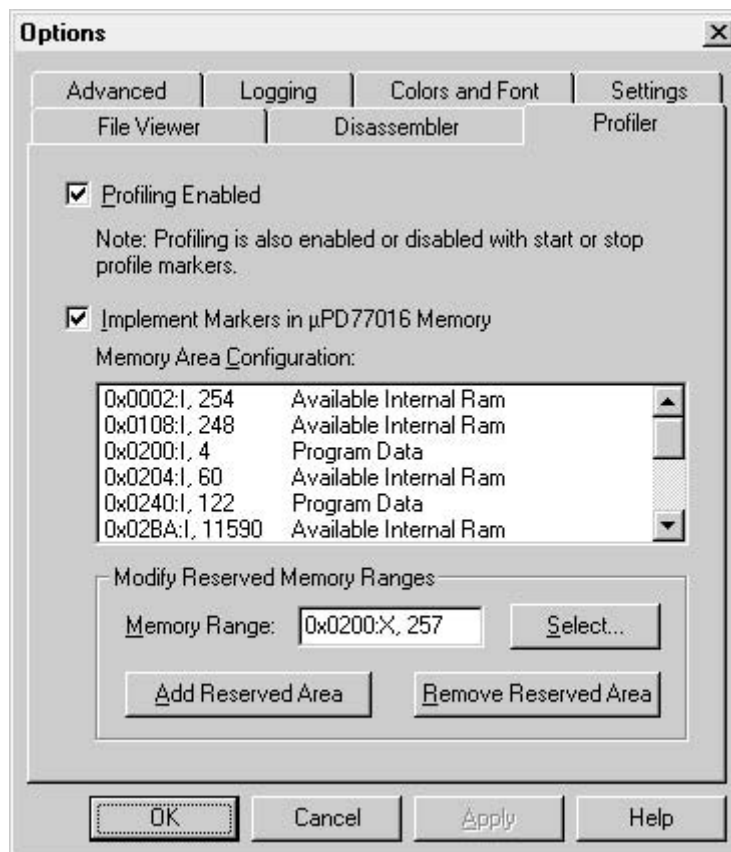 Options
Advanced Logging Colors and Font Settings
File Viewer Disassembler Profiler
Profiling Enabled
Note: Profiling is also enabled or disabled with start or stop
profile markers.
Implement Markers in µPD77016 Memory
Memory Area Configuration:
0x0002:I, 254 Available Internal Ram
0x0108:I, 248 Available Internal Ram
0x0200:I, 4 Program Data
0x0204:I, 60 Available Internal Ram
0x0240:I, 122 Program Data
0x02BA:I, 11590 Available Internal Ram
Modify Reserved Memory Ranges
Memory Range: 0x0200:X, 257 Select...
Add Reserved Area Remove Reserved Area
OK Cancel Apply Help